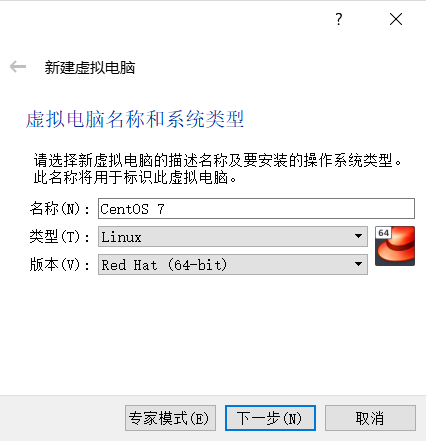 ?
新建虚拟电脑
虚拟电脑名称和系统类型
请选择新虚拟电脑的描述名称及要安装的操作系统类型。
此名称将用于标识此虚拟电脑。
名称(N): CentOS 7
类型(T): Linux
64
版本(V): Red Hat (64-bit)
专家模式(E) 下一步(N) 取消